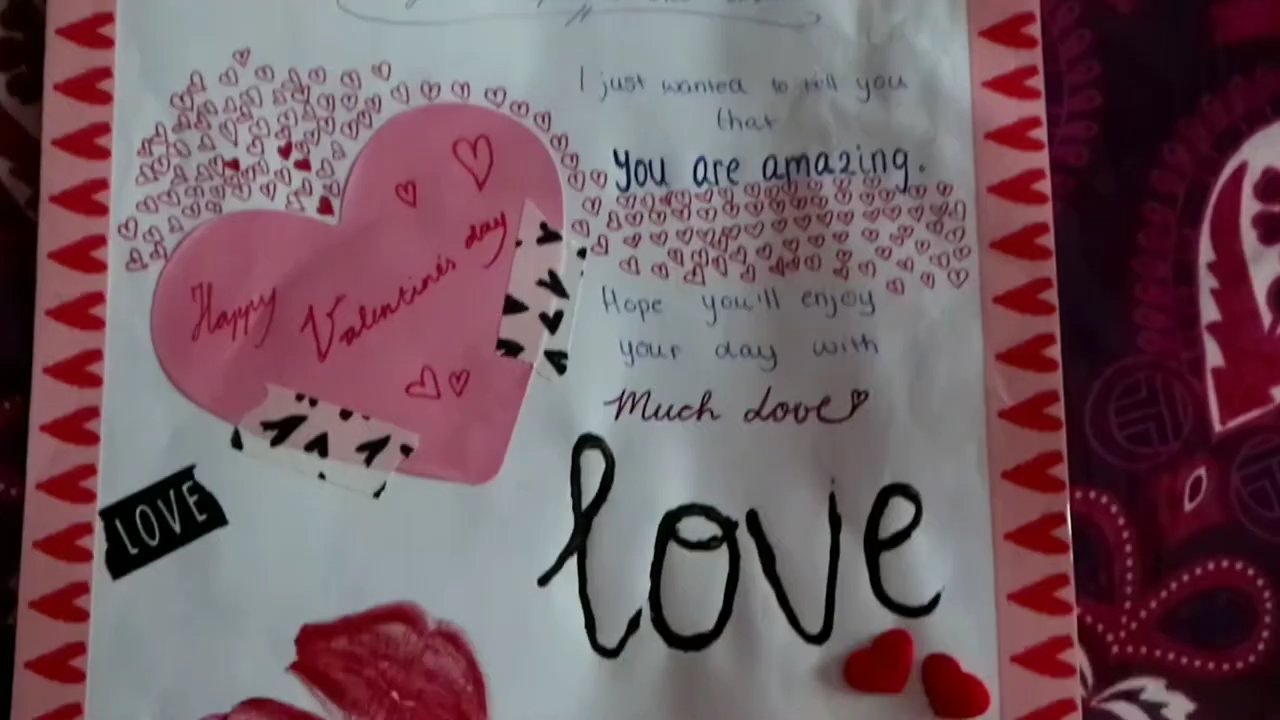 I just wanted to tell you
that
You are amazing.
Happy Valentine's day
Hope you'll enjoy
your day with
Much Love
LOVE
love